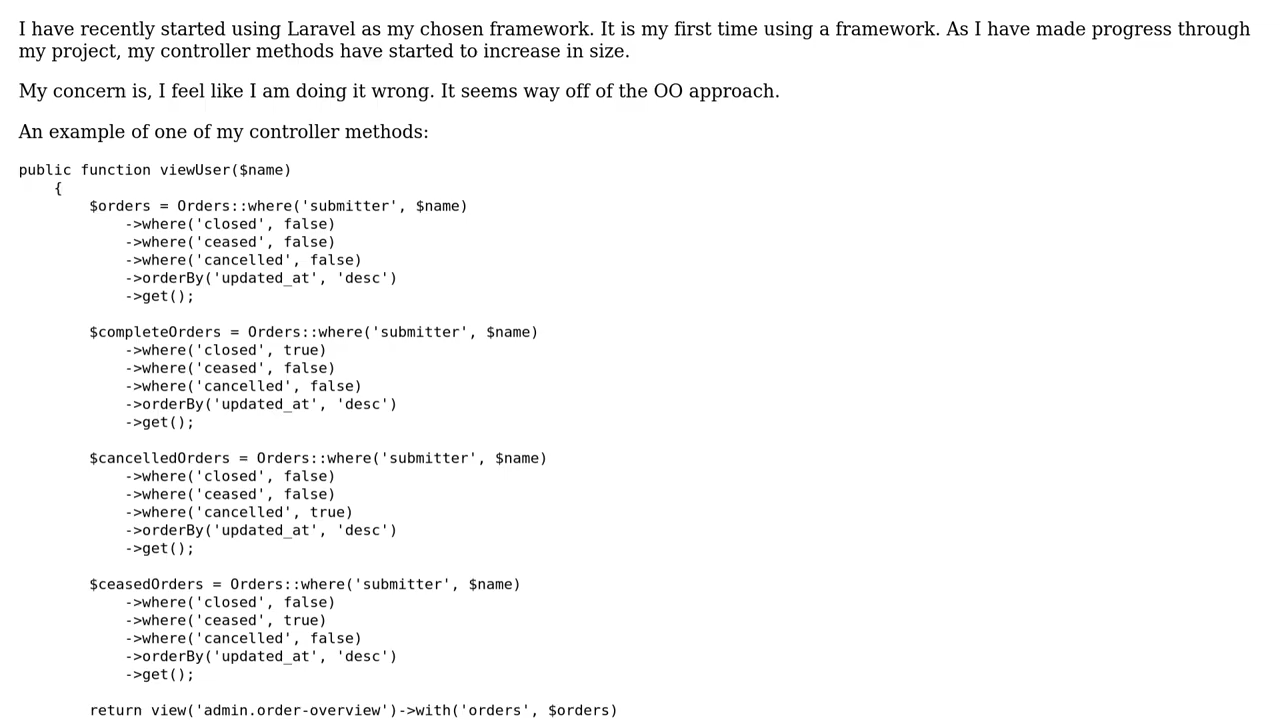 I have recently started using Laravel as my chosen framework. It is my first time using a framework. As I have made progress through
my project, my controller methods have started to increase in size.
My concern is, I feel like I am doing it wrong. It seems way off of the OO approach.
An example of one of my controller methods:
public function viewUser($name)
    {
        $orders = Orders::where('submitter', $name)
            ->where('closed', false)
            ->where('ceased', false)
            ->where('cancelled', false)
            ->orderBy('updated_at', 'desc')
            ->get();

        $completeOrders = Orders::where('submitter', $name)
            ->where('closed', true)
            ->where('ceased', false)
            ->where('cancelled', false)
            ->orderBy('updated_at', 'desc')
            ->get();

        $cancelledOrders = Orders::where('submitter', $name)
            ->where('closed', false)
            ->where('ceased', false)
            ->where('cancelled', true)
            ->orderBy('updated_at', 'desc')
            ->get();

        $ceasedOrders = Orders::where('submitter', $name)
            ->where('closed', false)
            ->where('ceased', true)
            ->where('cancelled', false)
            ->orderBy('updated_at', 'desc')
            ->get();

        return view('admin.order-overview')->with('orders', $orders)